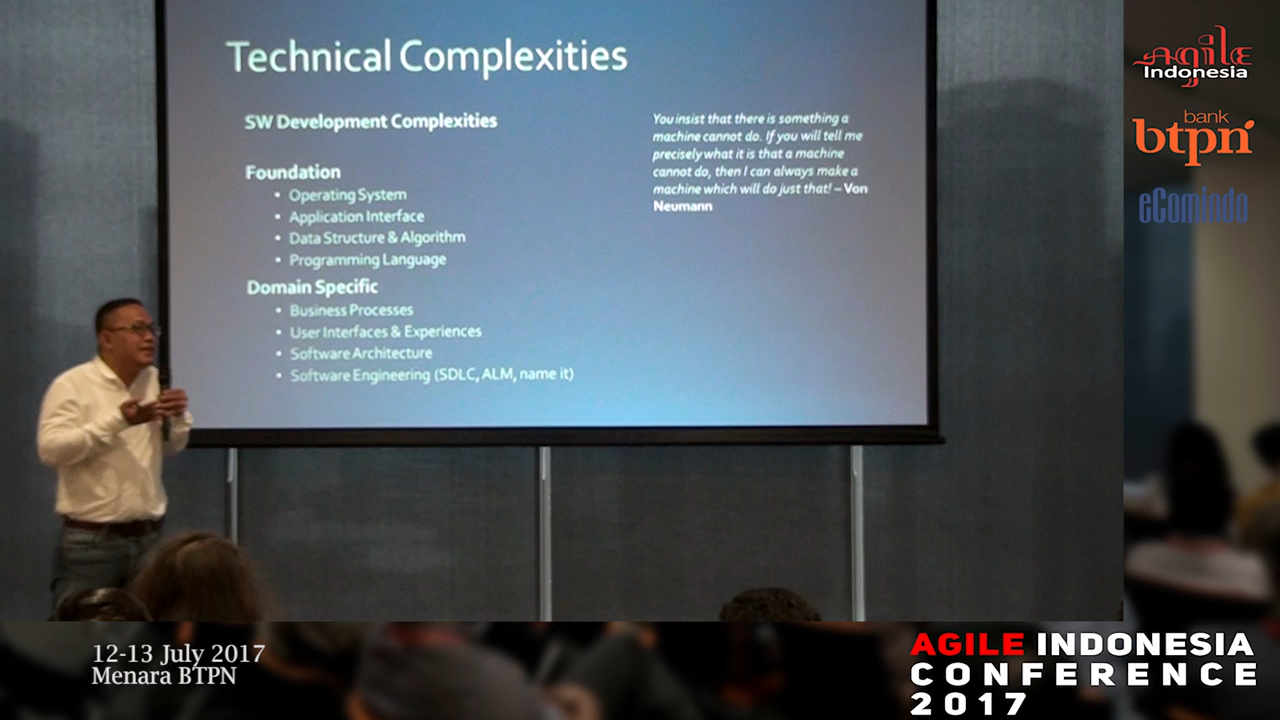 Technical Complexities
SW Development Complexities
Foundation
• Operating System
• Application Interface
• Data Structure & Algorithm
• Programming Language
Domain Specific
• Business Processes
• User Interfaces & Experiences
• Software Architecture
• Software Engineering (SDLC, ALM, name it)
You insist that there is something a
machine cannot do. If you will tell me
precisely what it is that a machine
cannot do, then I can always make a
machine which will do just that! – Von
Neumann
agile
Indonesia
bank
btpn
eComindo
12-13 July 2017
Menara BTPN
AGILE INDONESIA
CONFERENCE
2017